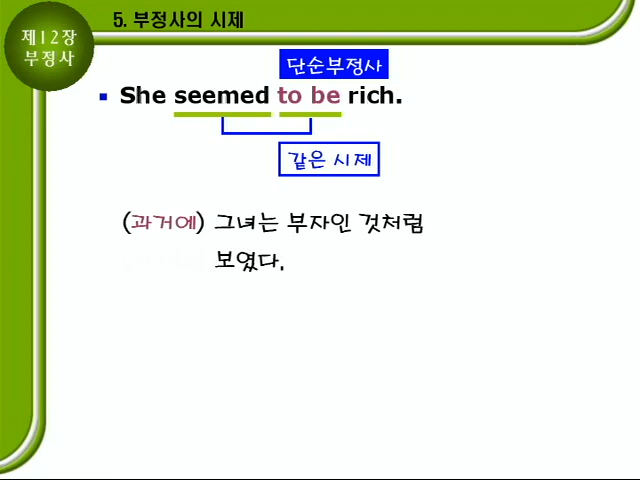 제12장
부정사
5. 부정사의 시제
단순부정사
She seemed to be rich.
같은 시제
(과거에) 그녀는 부자인 것처럼
보였다.